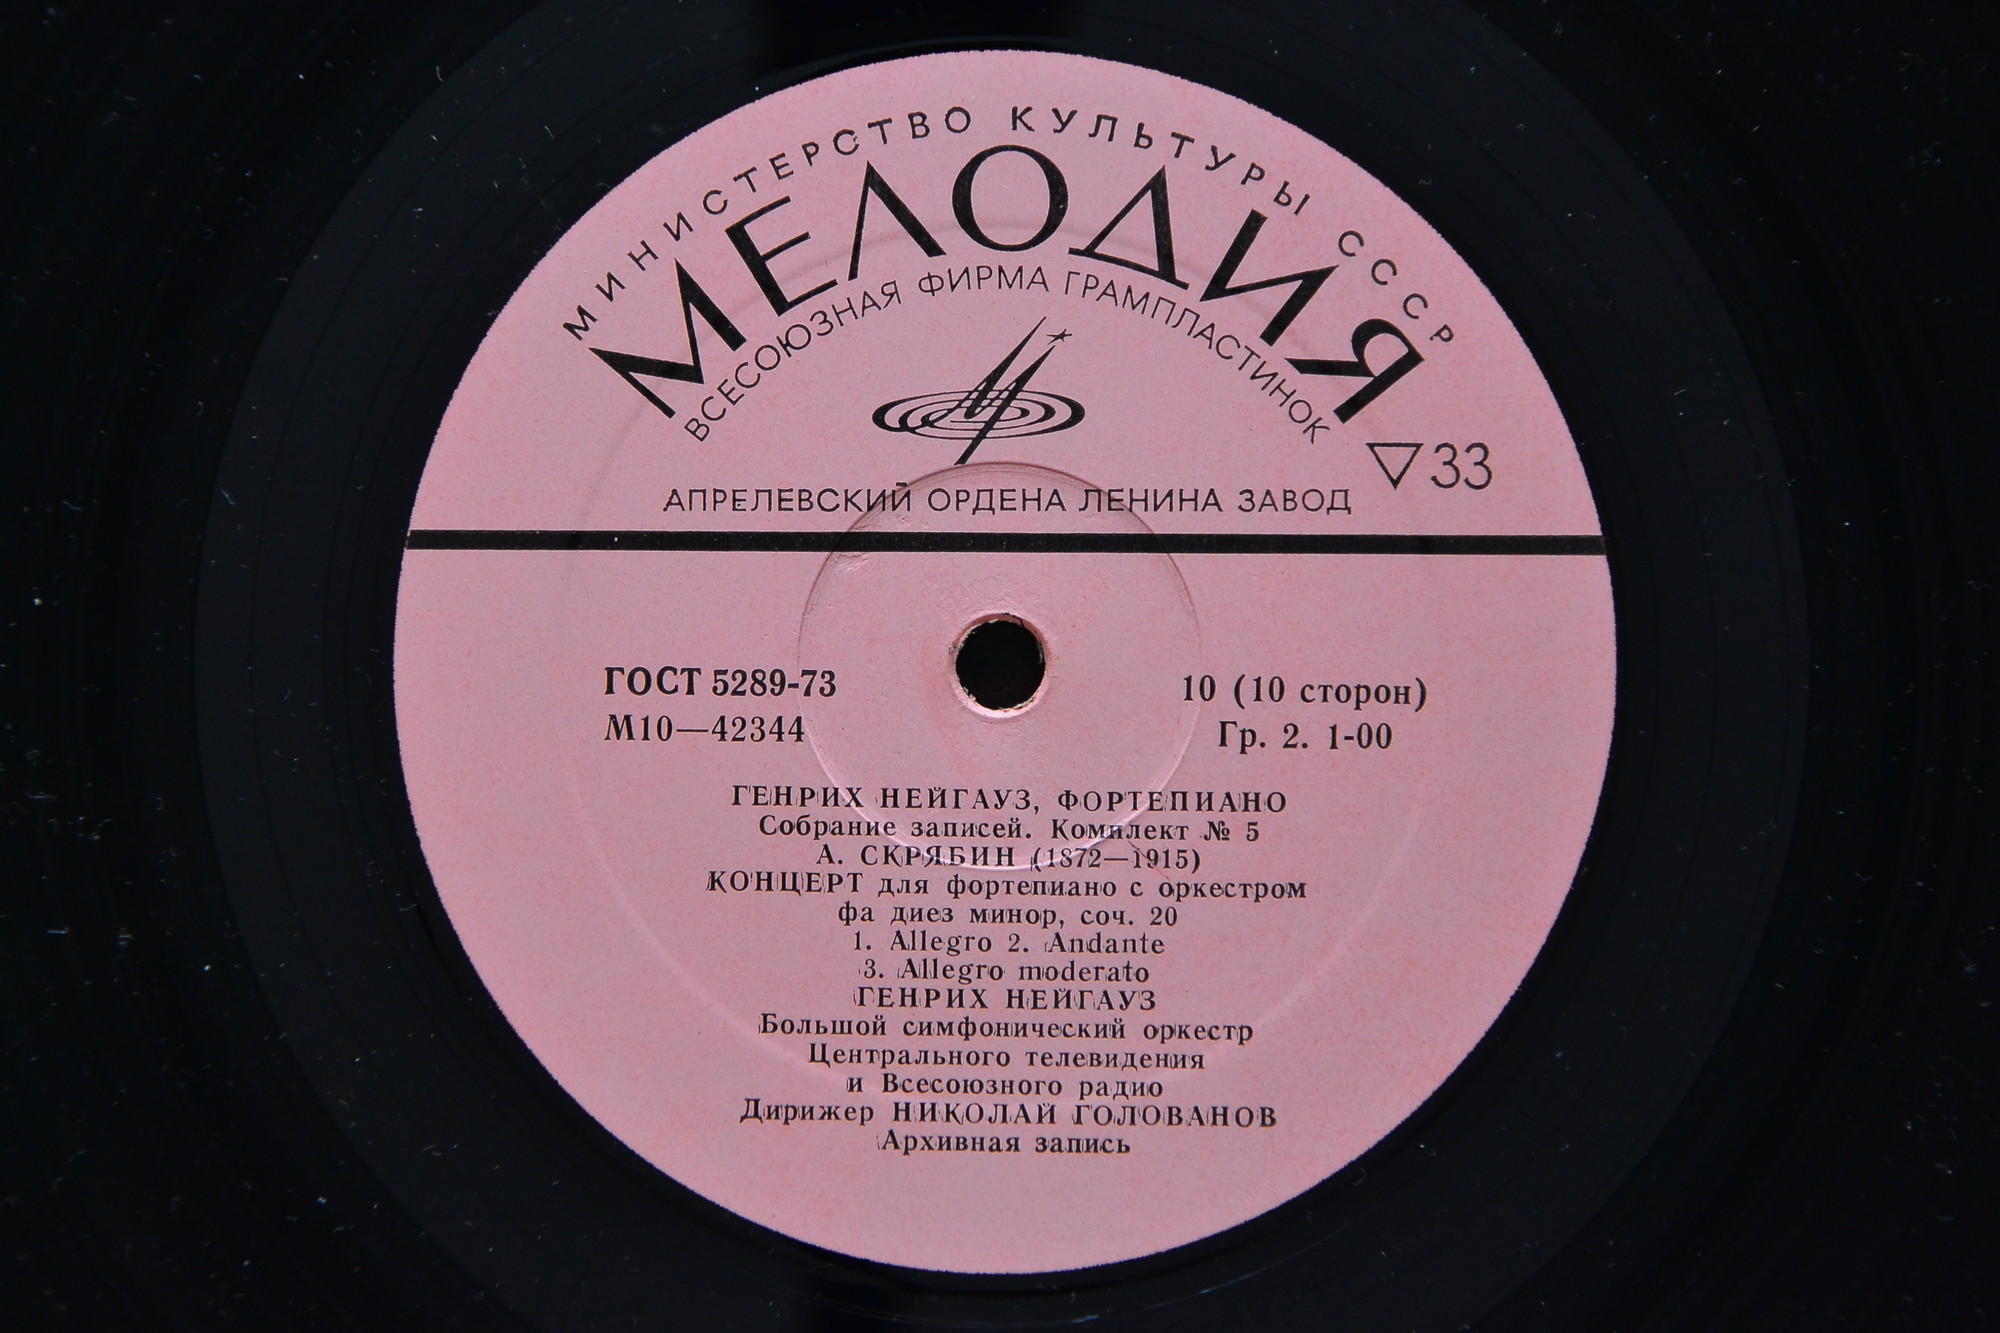 МИНИСТЕРСТВО КУЛЬТУРЫ СССР
МЕЛОДИЯ
ВСЕСОЮЗНАЯ ФИРМА ГРАМПЛАСТИНОК
33
АПРЕЛЕВСКИЙ ОРДЕНА ЛЕНИНА ЗАВОД
ГОСТ 5289-73
М10—42344
10 (10 сторон)
Гр. 2. 1-00
ГЕНРИХ НЕЙГАУЗ, ФОРТЕПИАНО
Собрание записей. Комплект № 5
А. СКРЯБИН (1872—1915)
КОНЦЕРТ для фортепиано с оркестром
фа диез минор, соч. 20
1. Allegro 2. Andante
3. Allegro moderato
ГЕНРИХ НЕЙГАУЗ
Большой симфонический оркестр
Центрального телевидения
и Всесоюзного радио
Дирижер НИКОЛАЙ ГОЛОВАНОВ
Архивная запись